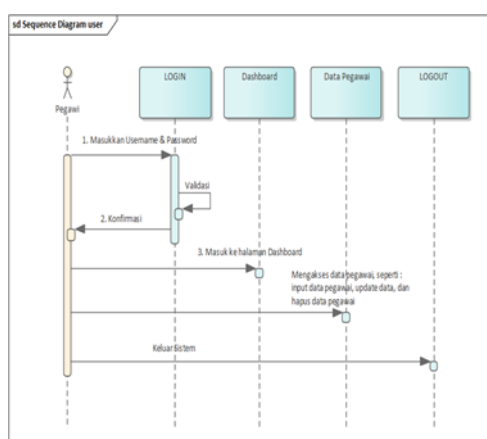 sd Sequence Diagram user
LOGIN
Dashboard
Data Pegawai
LOGOUT
Pegawi
1. Masukkan Username & Password
Validasi
2. Konfirmasi
3. Masuk ke halaman Dashboard
Mengakses data pegawai, seperti :
input data pegawai, update data, dan
hapus data pegawai
Keluar Sistem